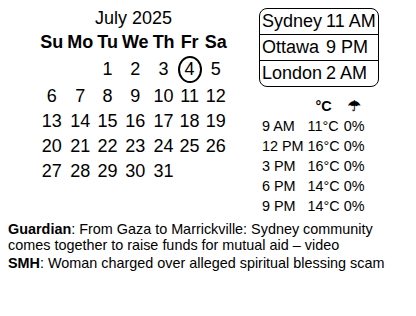 July 2025
Su Mo Tu We Th Fr Sa
1 2 3 4 5
6 7 8 9 10 11 12
13 14 15 16 17 18 19
20 21 22 23 24 25 26
27 28 29 30 31
Sydney 11 AM
Ottawa 9 PM
London 2 AM
°C ☂
9 AM 11°C 0%
12 PM 16°C 0%
3 PM 16°C 0%
6 PM 14°C 0%
9 PM 14°C 0%
Guardian: From Gaza to Marrickville: Sydney community
comes together to raise funds for mutual aid – video
SMH: Woman charged over alleged spiritual blessing scam